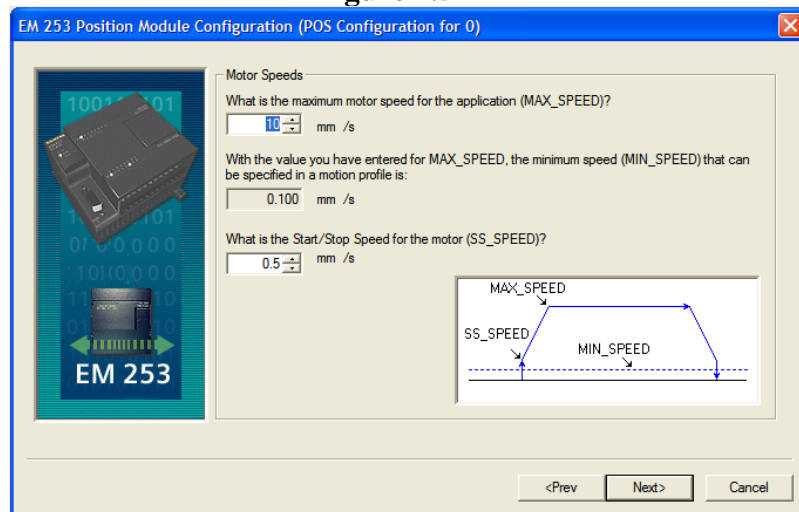 EM 253 Position Module Configuration (POS Configuration for 0)
Motor Speeds
What is the maximum motor speed for the application (MAX_SPEED)?
10 mm /s
With the value you have entered for MAX_SPEED, the minimum speed (MIN_SPEED) that can
be specified in a motion profile is:
0.100 mm /s
What is the Start/Stop Speed for the motor (SS_SPEED)?
0.5 mm /s
MAX_SPEED
SS_SPEED
MIN_SPEED
EM 253
<Prev
Next>
Cancel